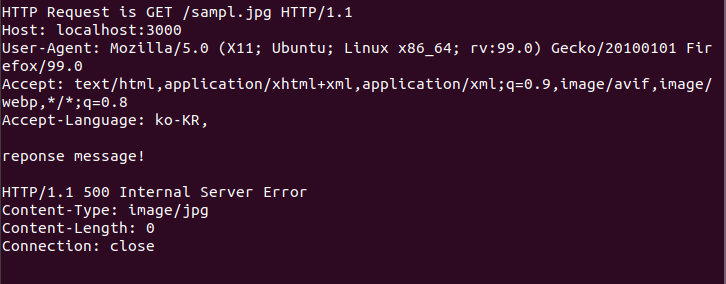 HTTP Request is GET /sampl.jpg HTTP/1.1
Host: localhost:3000
User-Agent: Mozilla/5.0 (X11; Ubuntu; Linux x86_64; rv:99.0) Gecko/20100101 Fir
efox/99.0
Accept: text/html,application/xhtml+xml,application/xml;q=0.9,image/avif,image/
webp,*/*;q=0.8
Accept-Language: ko-KR,
reponse message!
HTTP/1.1 500 Internal Server Error
Content-Type: image/jpg
Content-Length: 0
Connection: close